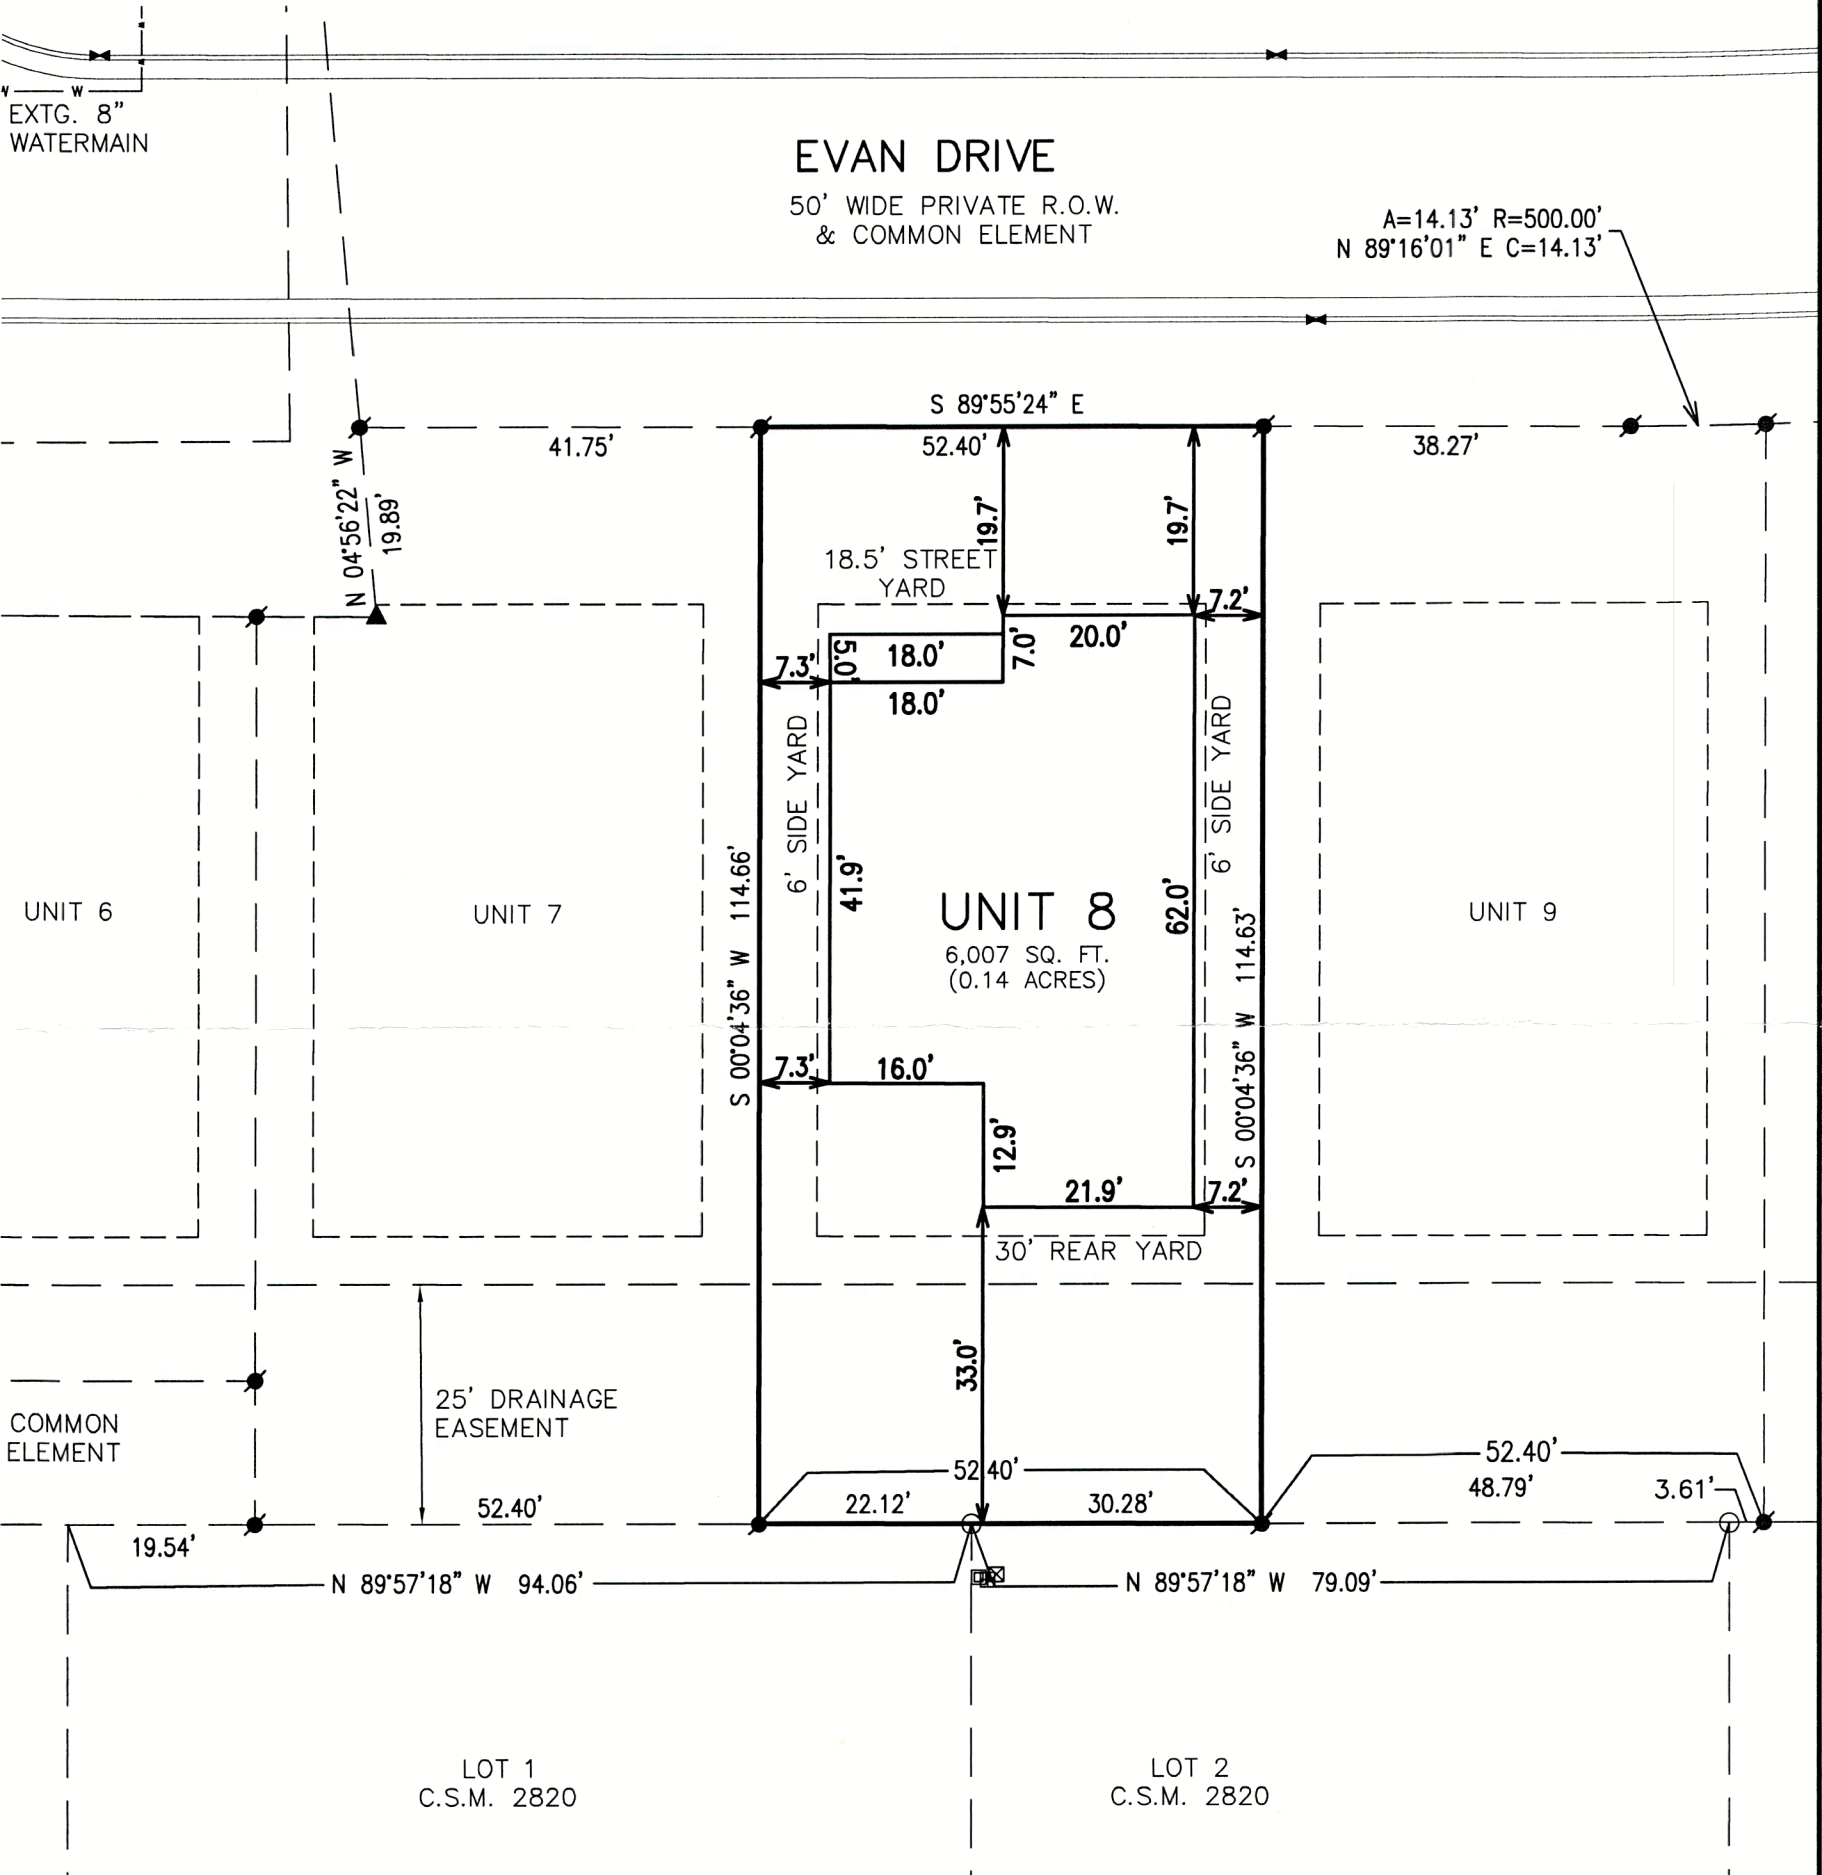 W
EXTG. 8"
WATERMAIN
EVAN DRIVE
50' WIDE PRIVATE R.O.W.
& COMMON ELEMENT
A=14.13' R=500.00'
N 89°16'01" E C=14.13'
S 89°55'24" E
41.75'
52.40'
38.27'
N 04°56'22" W
19.89'
19.7'
19.7'
18.5' STREET
YARD
7.2'
5.0'
18.0'
7.0'
20.0'
7.3'
18.0'
6' SIDE YARD
6' SIDE YARD
S 00°04'36" W 114.66'
41.9'
62.0'
S 00°04'36" W 114.63'
UNIT 6
UNIT 7
UNIT 8
6,007 SQ. FT.
(0.14 ACRES)
UNIT 9
7.3'
16.0'
12.9'
21.9'
7.2'
30' REAR YARD
33.0'
25' DRAINAGE
EASEMENT
COMMON
ELEMENT
52.40'
52.40'
22.12'
30.28'
52.40'
48.79'
3.61'
19.54'
N 89°57'18" W 94.06'
N 89°57'18" W 79.09'
LOT 1
C.S.M. 2820
LOT 2
C.S.M. 2820